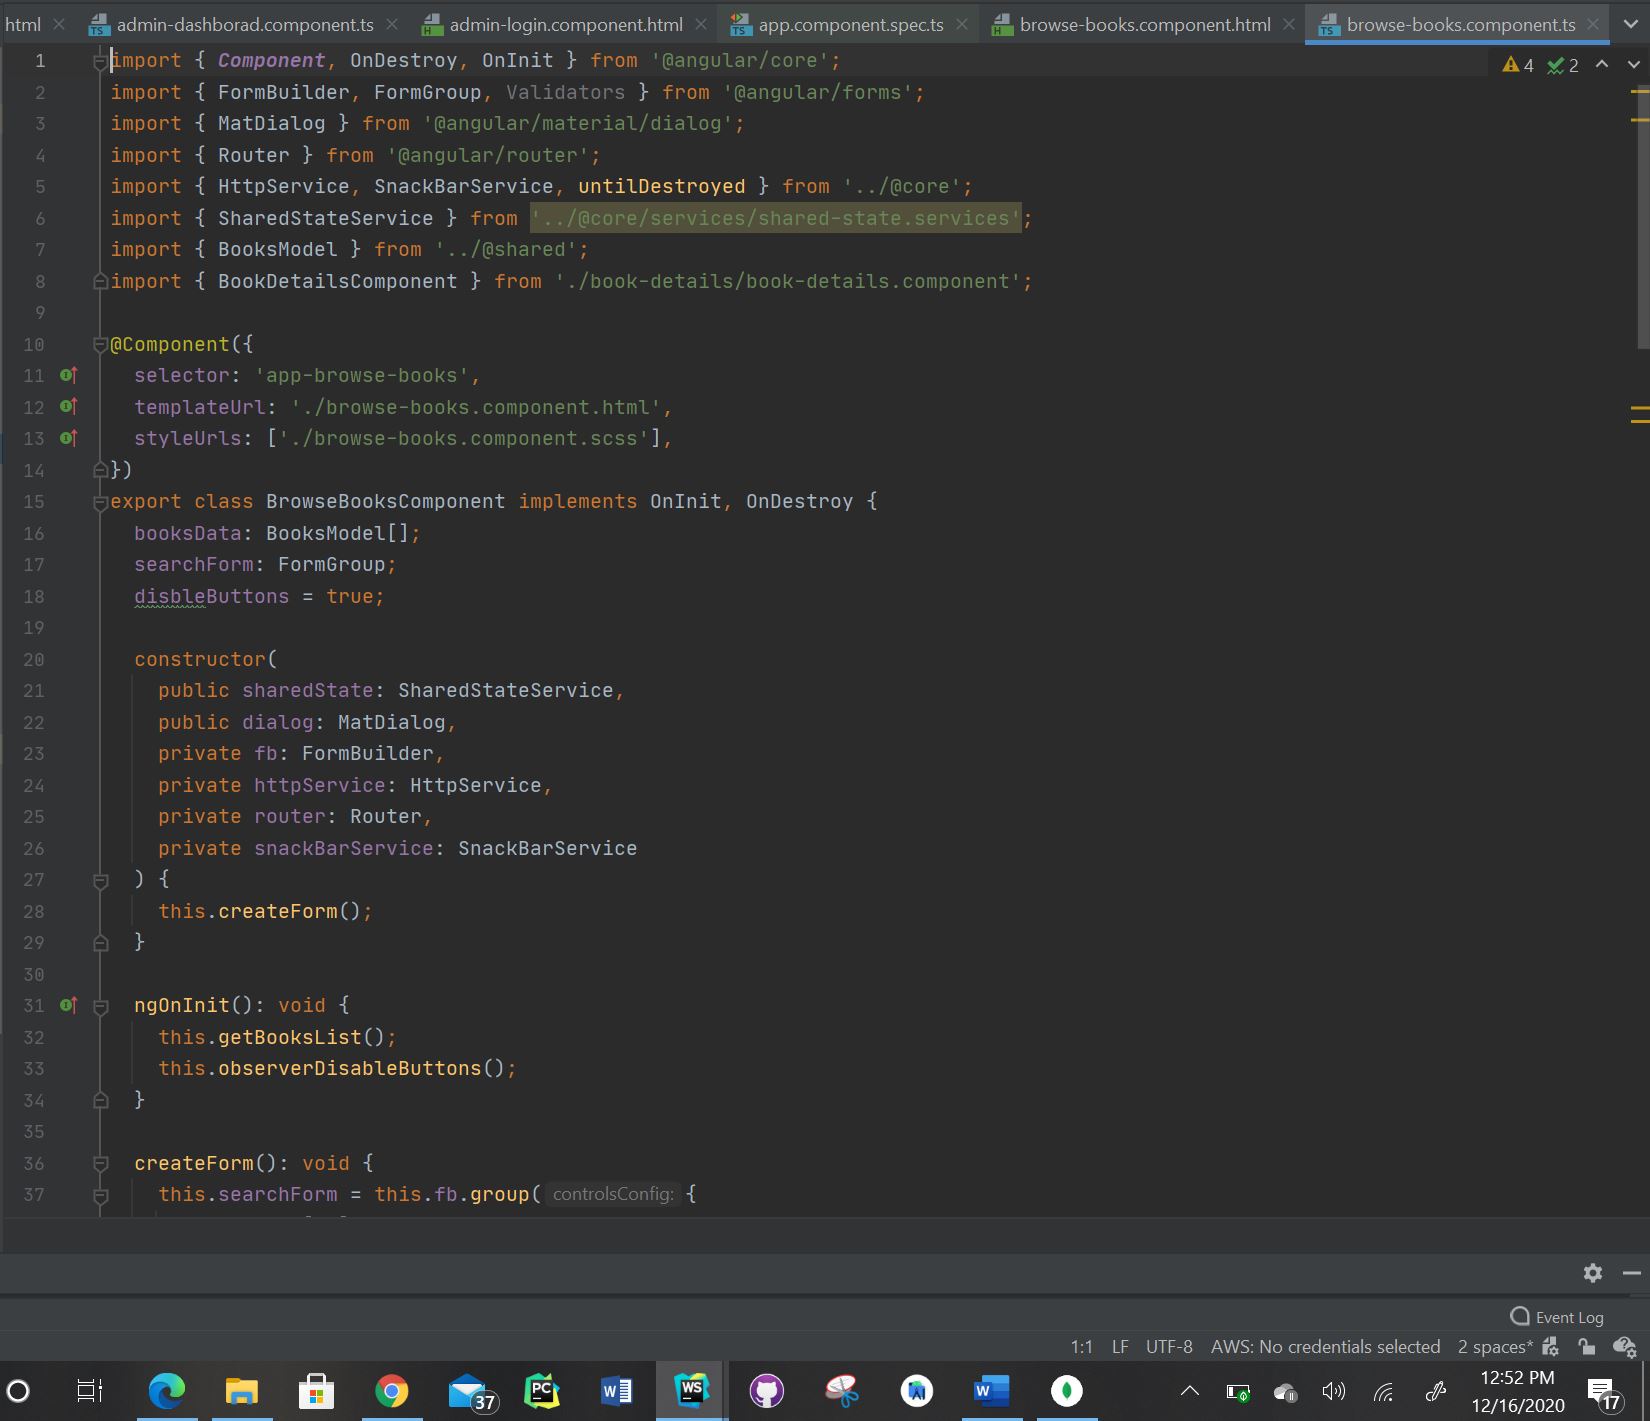 html
admin-dashborad.component.ts
admin-login.component.html
app.component.spec.ts
browse-books.component.html
browse-books.component.ts
4 2
1 import { Component, OnDestroy, OnInit } from '@angular/core';
2 import { FormBuilder, FormGroup, Validators } from '@angular/forms';
3 import { MatDialog } from '@angular/material/dialog';
4 import { Router } from '@angular/router';
5 import { HttpService, SnackBarService, untilDestroyed } from '../@core';
6 import { SharedStateService } from '../@core/services/shared-state.services';
7 import { BooksModel } from '../@shared';
8 import { BookDetailsComponent } from './book-details/book-details.component';
9
10 @Component({
11 selector: 'app-browse-books',
12 templateUrl: './browse-books.component.html',
13 styleUrls: ['./browse-books.component.scss'],
14 })
15 export class BrowseBooksComponent implements OnInit, OnDestroy {
16 booksData: BooksModel[];
17 searchForm: FormGroup;
18 disbleButtons = true;
19
20 constructor(
21 public sharedState: SharedStateService,
22 public dialog: MatDialog,
23 private fb: FormBuilder,
24 private httpService: HttpService,
25 private router: Router,
26 private snackBarService: SnackBarService
27 ) {
28 this.createForm();
29 }
30
31 ngOnInit(): void {
32 this.getBooksList();
33 this.observerDisableButtons();
34 }
35
36 createForm(): void {
37 this.searchForm = this.fb.group( controlsConfig: {
Event Log
1:1 LF UTF-8 AWS: No credentials selected 2 spaces*
37
PC
W
WS
W
12:52 PM
12/16/2020
17